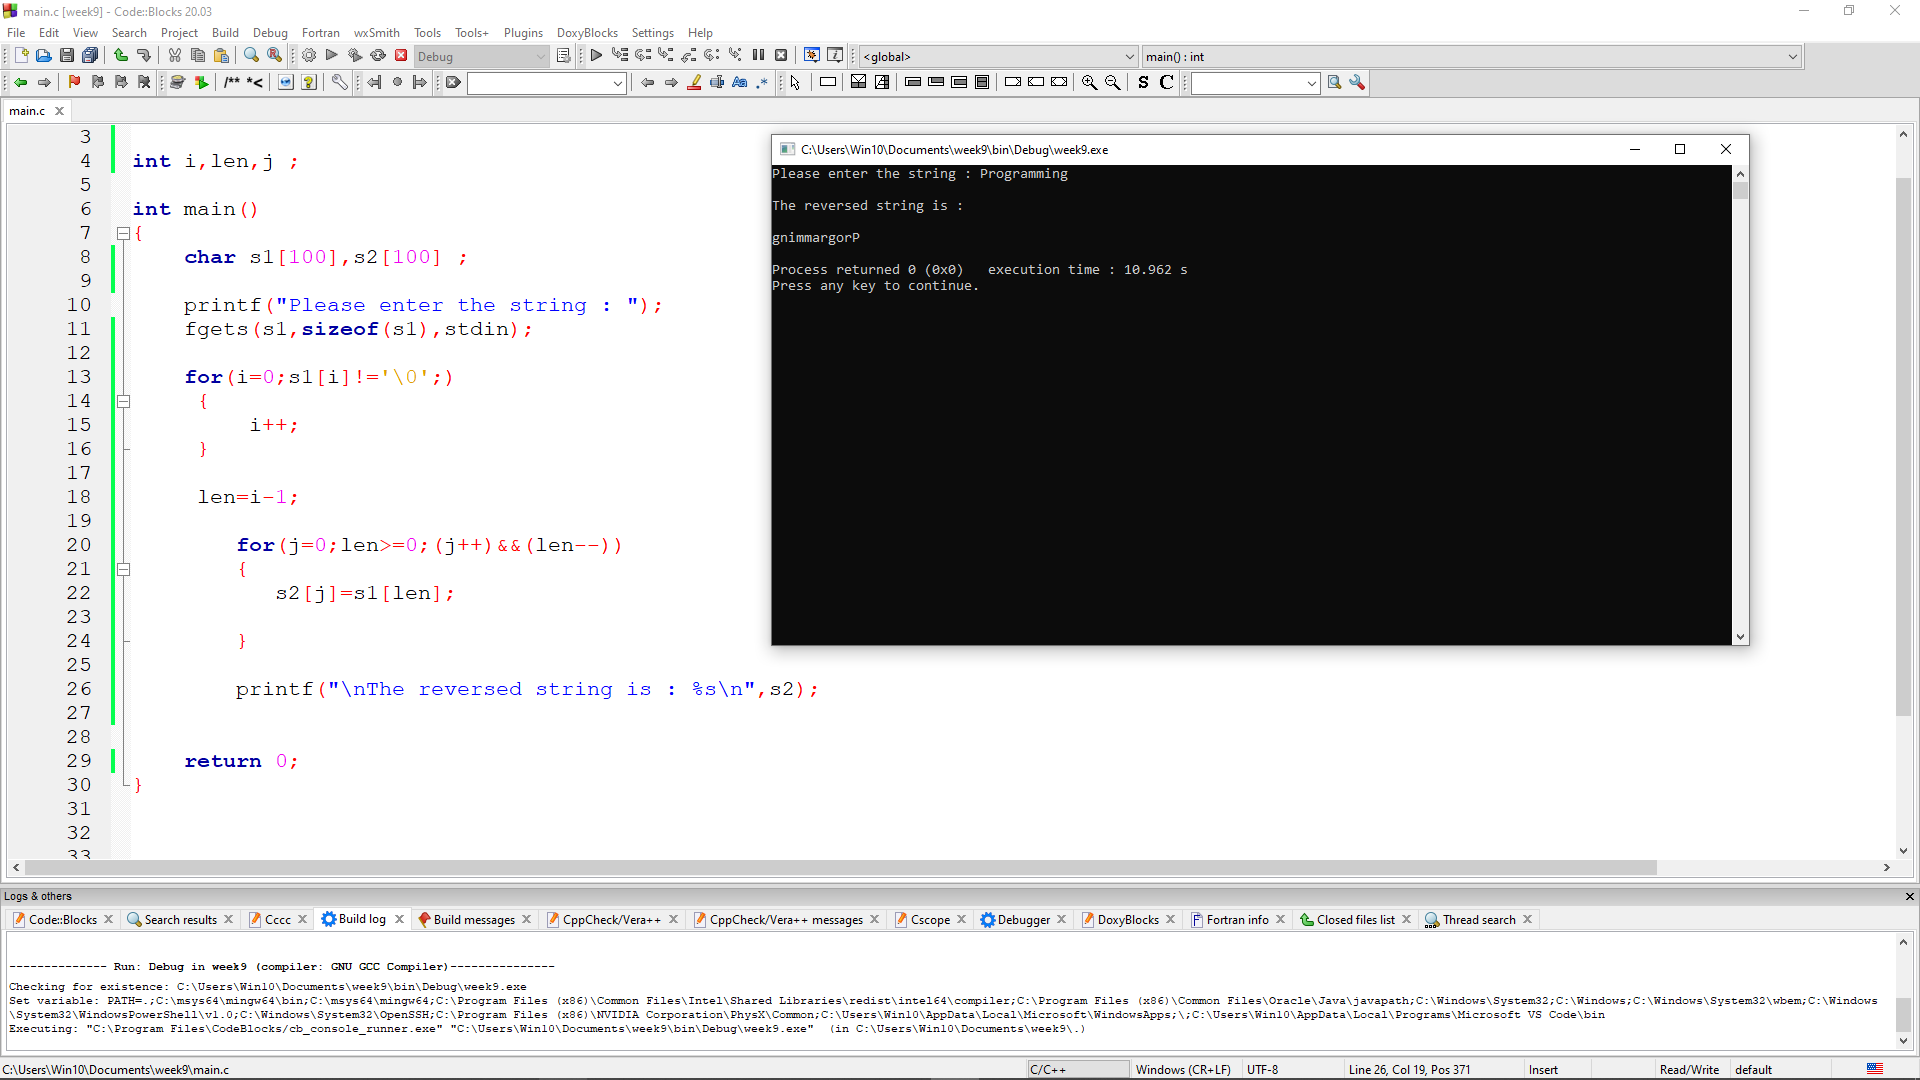 main.c [week9] - Code::Blocks 20.03
File Edit View Search Project Build Debug Fortran wxSmith Tools Tools+ Plugins DoxyBlocks Settings Help
Debug <global> main() : int
/** *< Aa .* S C
main.c
3
4 int i,len,j ;
5
6 int main()
7 {
8 char s1[100],s2[100] ;
9
10 printf("Please enter the string : ");
11 fgets(s1,sizeof(s1),stdin);
12
13 for(i=0;s1[i]!='\0';)
14 {
15 i++;
16 }
17
18 len=i-1;
19
20 for(j=0;len>=0;(j++)&&(len--))
21 {
22 s2[j]=s1[len];
23
24 }
25
26 printf("\nThe reversed string is : %s\n",s2);
27
28
29 return 0;
30 }
31
32
33
C:\Users\Win10\Documents\week9\bin\Debug\week9.exe
Please enter the string : Programming
The reversed string is :
gnimmargorP
Process returned 0 (0x0) execution time : 10.962 s
Press any key to continue.
Logs & others
Code::Blocks Search results Cccc Build log Build messages CppCheck/Vera++ CppCheck/Vera++ messages Cscope Debugger DoxyBlocks Fortran info Closed files list Thread search
-------------- Run: Debug in week9 (compiler: GNU GCC Compiler)---------------
Checking for existence: C:\Users\Win10\Documents\week9\bin\Debug\week9.exe
Set variable: PATH=.;C:\msys64\mingw64\bin;C:\msys64\mingw64;C:\Program Files (x86)\Common Files\Intel\Shared Libraries\redist\intel64\compiler;C:\Program Files (x86)\Common Files\Oracle\Java\javapath;C:\Windows\System32;C:\Windows;C:\Windows\System32\wbem;C:\Windows
\System32\WindowsPowerShell\v1.0;C:\Windows\System32\OpenSSH;C:\Program Files (x86)\NVIDIA Corporation\PhysX\Common;C:\Users\Win10\AppData\Local\Microsoft\WindowsApps;\;C:\Users\Win10\AppData\Local\Programs\Microsoft VS Code\bin
Executing: "C:\Program Files\CodeBlocks/cb_console_runner.exe" "C:\Users\Win10\Documents\week9\bin\Debug\week9.exe" (in C:\Users\Win10\Documents\week9\.)
C:\Users\Win10\Documents\week9\main.c C/C++ Windows (CR+LF) UTF-8 Line 26, Col 19, Pos 371 Insert Read/Write default